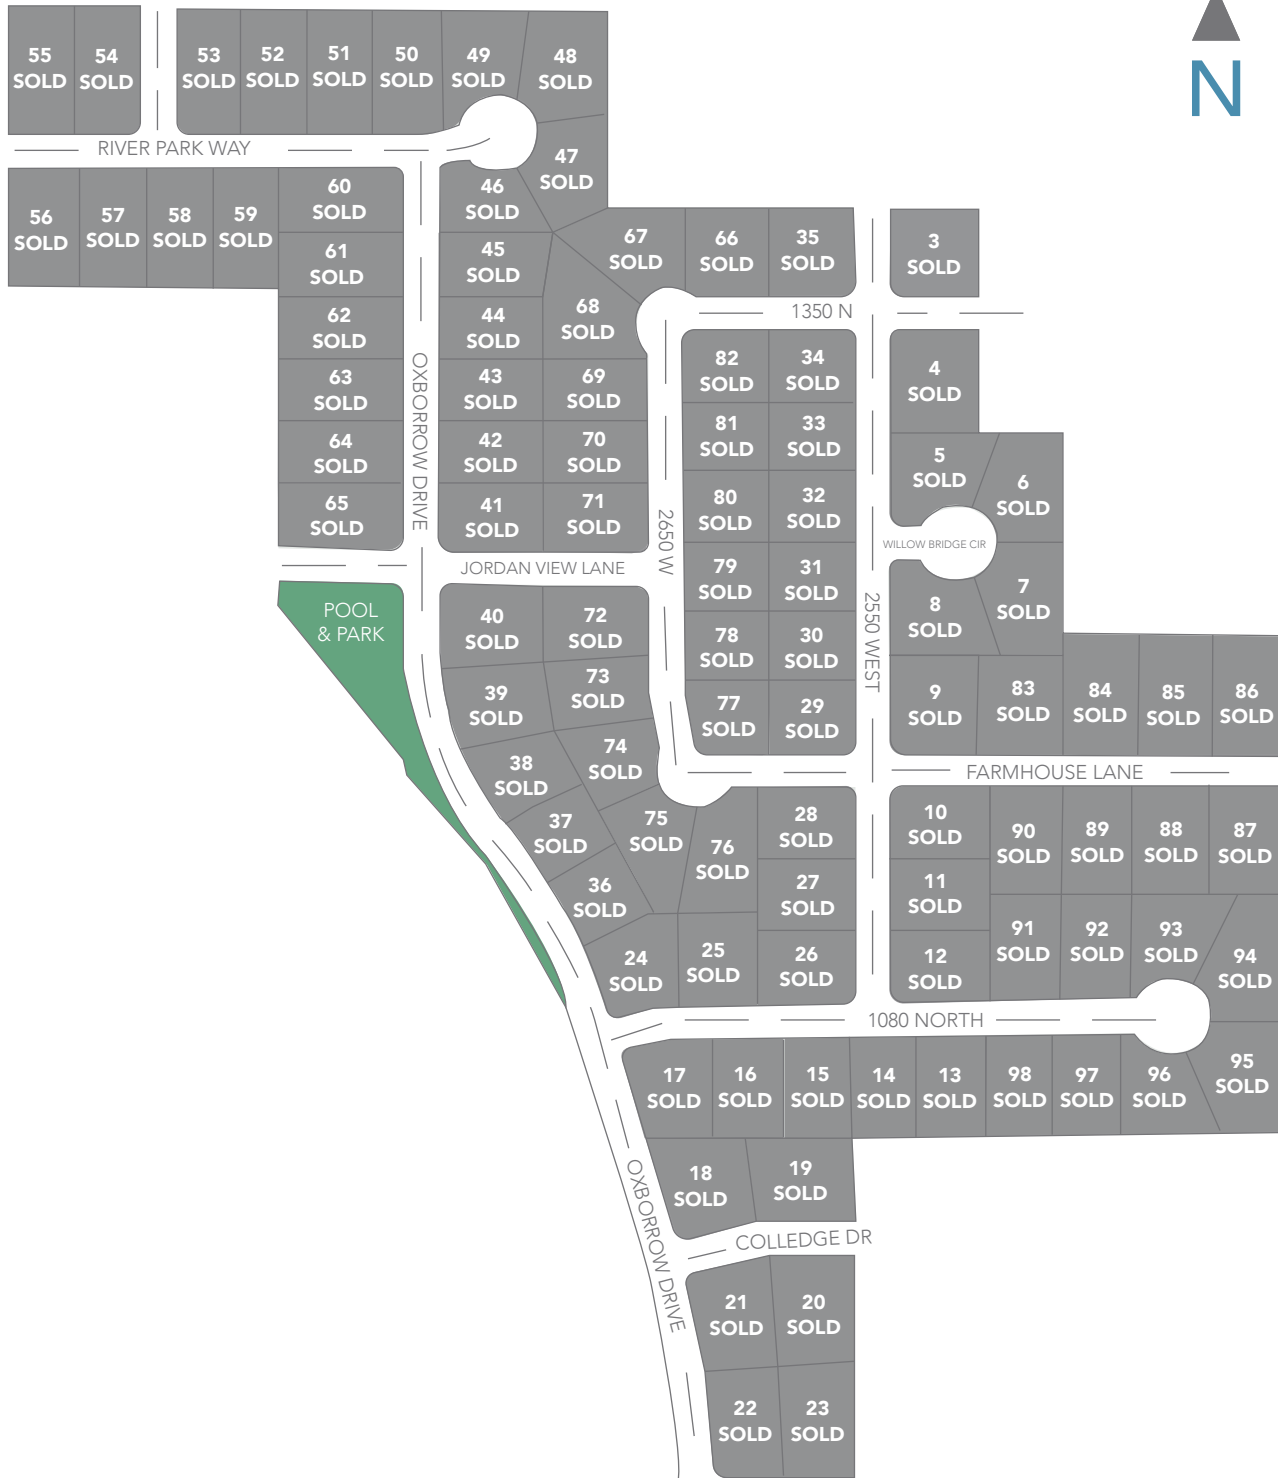 N
55
SOLD
54
SOLD
53
SOLD
52
SOLD
51
SOLD
50
SOLD
49
SOLD
48
SOLD
RIVER PARK WAY
47
SOLD
56
SOLD
57
SOLD
58
SOLD
59
SOLD
60
SOLD
46
SOLD
61
SOLD
45
SOLD
67
SOLD
66
SOLD
35
SOLD
3
SOLD
62
SOLD
44
SOLD
68
SOLD
1350 N
63
SOLD
OXBORROW DRIVE
43
SOLD
69
SOLD
82
SOLD
34
SOLD
4
SOLD
64
SOLD
42
SOLD
70
SOLD
81
SOLD
33
SOLD
5
SOLD
6
SOLD
65
SOLD
41
SOLD
71
SOLD
2650 W
80
SOLD
32
SOLD
WILLOW BRIDGE CIR
JORDAN VIEW LANE
79
SOLD
31
SOLD
7
SOLD
POOL
& PARK
40
SOLD
72
SOLD
78
SOLD
30
SOLD
2550 WEST
8
SOLD
39
SOLD
73
SOLD
77
SOLD
29
SOLD
9
SOLD
83
SOLD
84
SOLD
85
SOLD
86
SOLD
38
SOLD
74
SOLD
FARMHOUSE LANE
37
SOLD
75
SOLD
76
SOLD
28
SOLD
10
SOLD
90
SOLD
89
SOLD
88
SOLD
87
SOLD
36
SOLD
27
SOLD
11
SOLD
24
SOLD
25
SOLD
26
SOLD
12
SOLD
91
SOLD
92
SOLD
93
SOLD
94
SOLD
1080 NORTH
17
SOLD
16
SOLD
15
SOLD
14
SOLD
13
SOLD
98
SOLD
97
SOLD
96
SOLD
95
SOLD
18
SOLD
19
SOLD
OXBORROW DRIVE
COLLEDGE DR
21
SOLD
20
SOLD
22
SOLD
23
SOLD